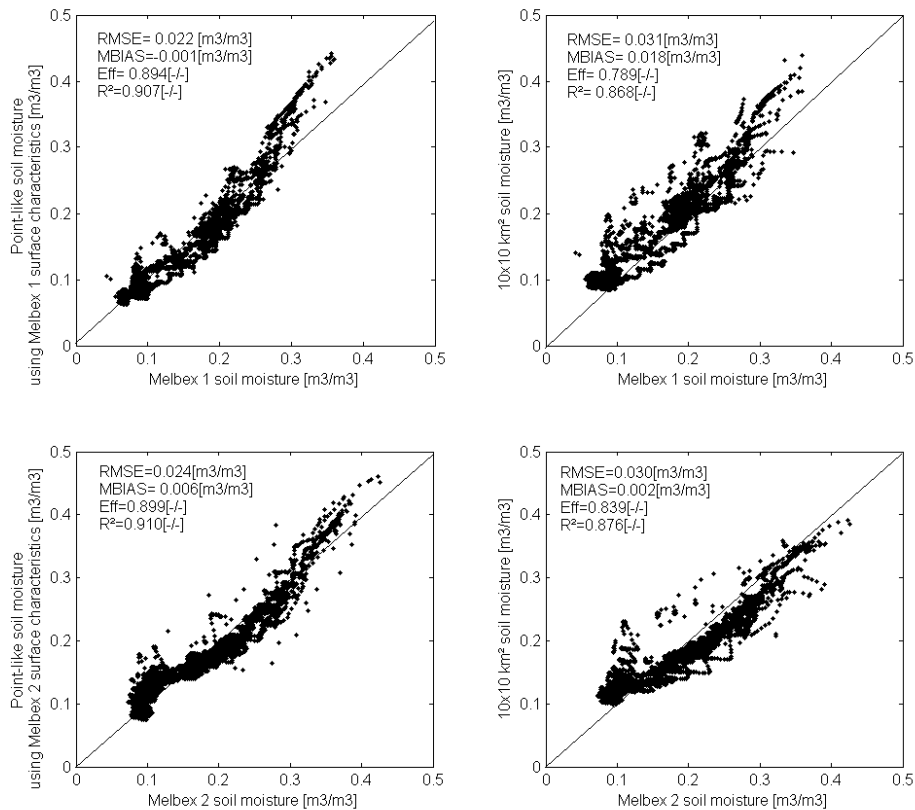 0.5
0.4
0.3
0.2
0.1
0
RMSE= 0.022 [m3/m3]
MBIAS=-0.001[m3/m3]
Eff= 0.894[-/-]
R²=0.907[-/-]
Point-like soil moisture
using Melbex 1 surface characteristics [m3/m3]
0 0.1 0.2 0.3 0.4 0.5
Melbex 1 soil moisture [m3/m3]
0.5
0.4
0.3
0.2
0.1
0
RMSE= 0.031 [m3/m3]
MBIAS= 0.018[m3/m3]
Eff= 0.789[-/-]
R²= 0.868[-/-]
10x10 km² soil moisture [m3/m3]
0 0.1 0.2 0.3 0.4 0.5
Melbex 1 soil moisture [m3/m3]
0.5
0.4
0.3
0.2
0.1
0
RMSE=0.024[m3/m3]
MBIAS= 0.006[m3/m3]
Eff=0.899[-/-]
R²=0.910[-/-]
Point-like soil moisture
using Melbex 2 surface characteristics [m3/m3]
0 0.1 0.2 0.3 0.4 0.5
Melbex 2 soil moisture [m3/m3]
0.5
0.4
0.3
0.2
0.1
0
RMSE=0.030[m3/m3]
MBIAS=0.002[m3/m3]
Eff=0.839[-/-]
R²=0.876[-/-]
10x10 km² soil moisture [m3/m3]
0 0.1 0.2 0.3 0.4 0.5
Melbex 2 soil moisture [m3/m3]